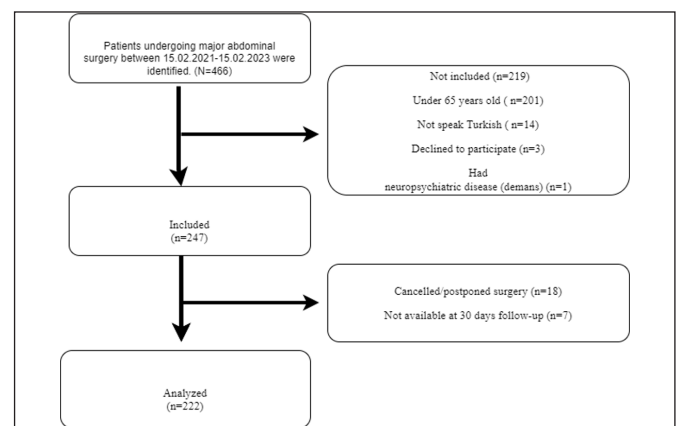 Patients undergoing major abdominal
surgery between 15.02.2021-15.02.2023 were
identified. (N=466)
Not included (n=219)
Under 65 years old ( n=201)
Not speak Turkish ( n=14)
Declined to participate (n=3)
Had
neuropsychiatric disease (demans) (n=1)
Included
(n=247)
Cancelled/postponed surgery (n=18)
Not available at 30 days follow-up (n=7)
Analyzed
(n=222)